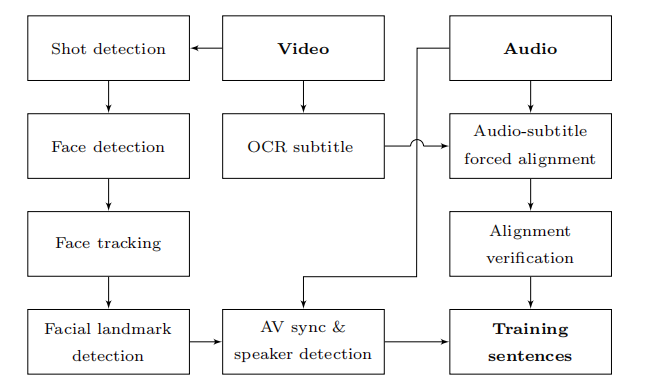 Shot detection
Video
Audio
Face detection
OCR subtitle
Audio-subtitle
forced alignment
Face tracking
Alignment
verification
Facial landmark
detection
AV sync &
speaker detection
Training
sentences